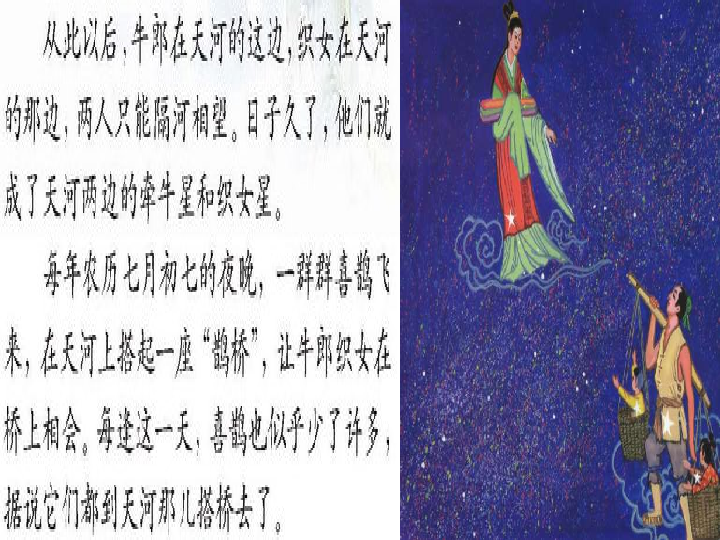 从此以后，牛郎在天河的这边，织女在天河
的那边，两人只能隔河相望。日子久了，他们就
成了天河两边的牵牛星和织女星。
每年农历七月初七的夜晚，一群群喜鹊飞
来，在天河上搭起一座“鹊桥”，让牛郎织女在
桥上相会。每逢这一天，喜鹊也似乎少了许多，
据说它们都到天河那儿搭桥去了。